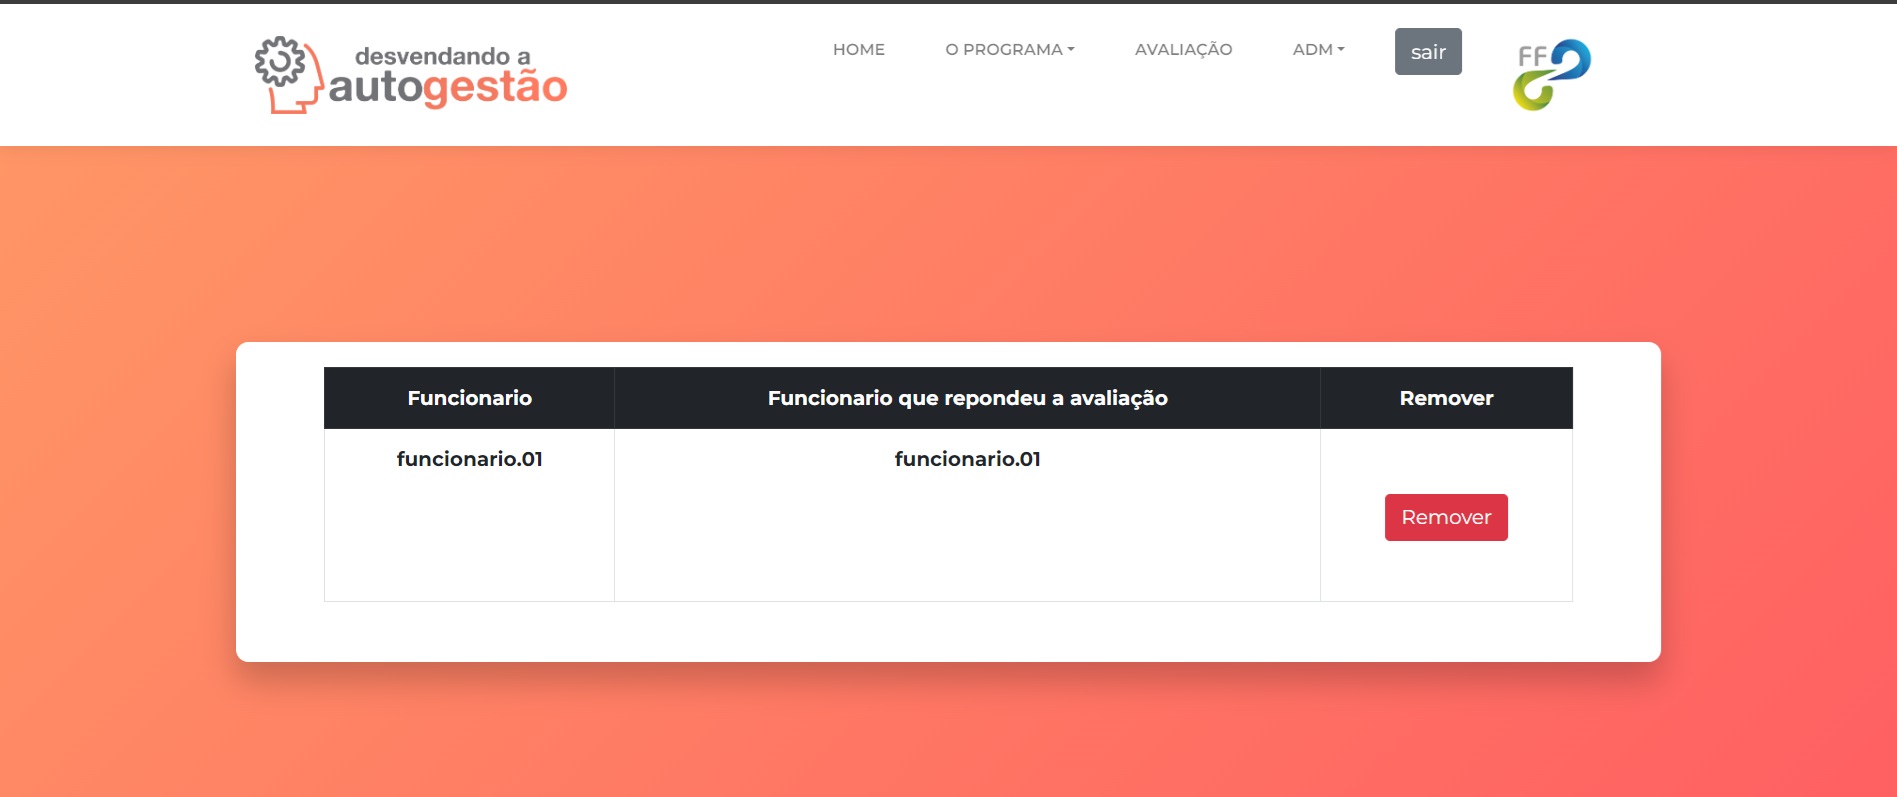 desvendando a
autogestão
HOME O PROGRAMA AVALIAÇÃO ADM sair FF
Funcionario Funcionario que repondeu a avaliação Remover
funcionario.01 funcionario.01
Remover